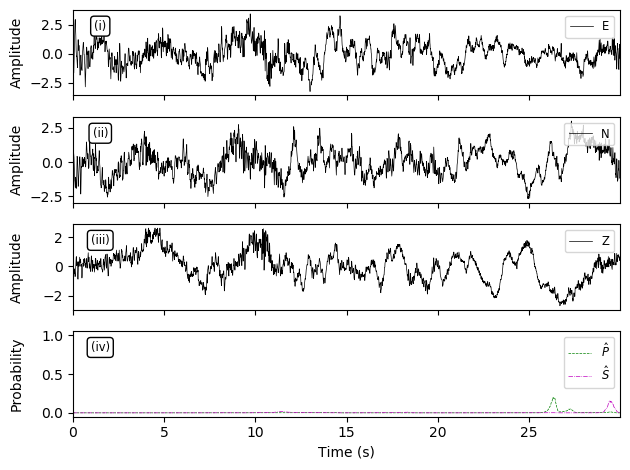 Amplitude
2.5
0.0
−2.5
(i)
E
Amplitude
2.5
0.0
−2.5
(ii)
N
Amplitude
2
0
−2
(iii)
Z
Probability
1.0
0.5
0.0
(iv)
P̂
Ŝ
0 5 10 15 20 25
Time (s)